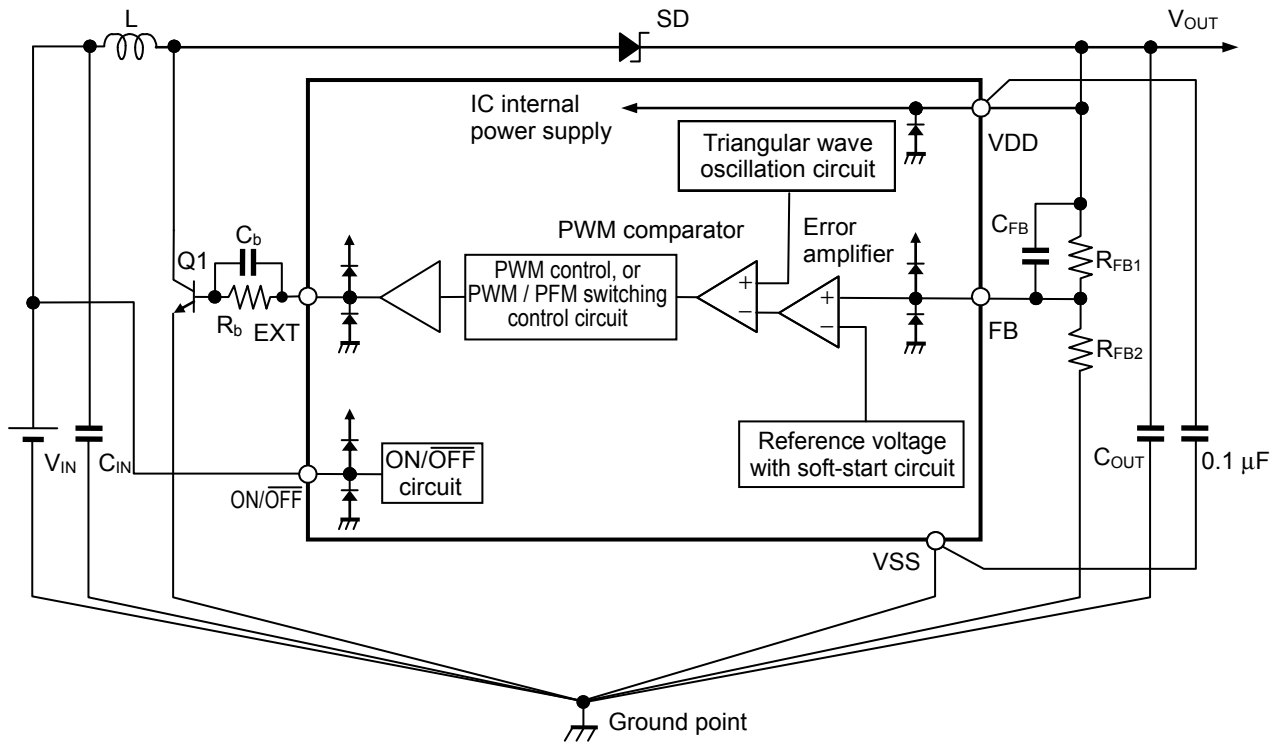 L
SD
VOUT
IC internal
power supply
VDD
Triangular wave
oscillation circuit
CFB
Cb
PWM comparator
Error
amplifier
Q1
RFB1
PWM control, or
PWM / PFM switching
control circuit
+
−
+
−
Rb
EXT
FB
RFB2
Reference voltage
with soft-start circuit
VIN
CIN
ON/O̅F̅F̅
circuit
COUT
0.1 µF
ON/O̅F̅F̅
VSS
Ground point